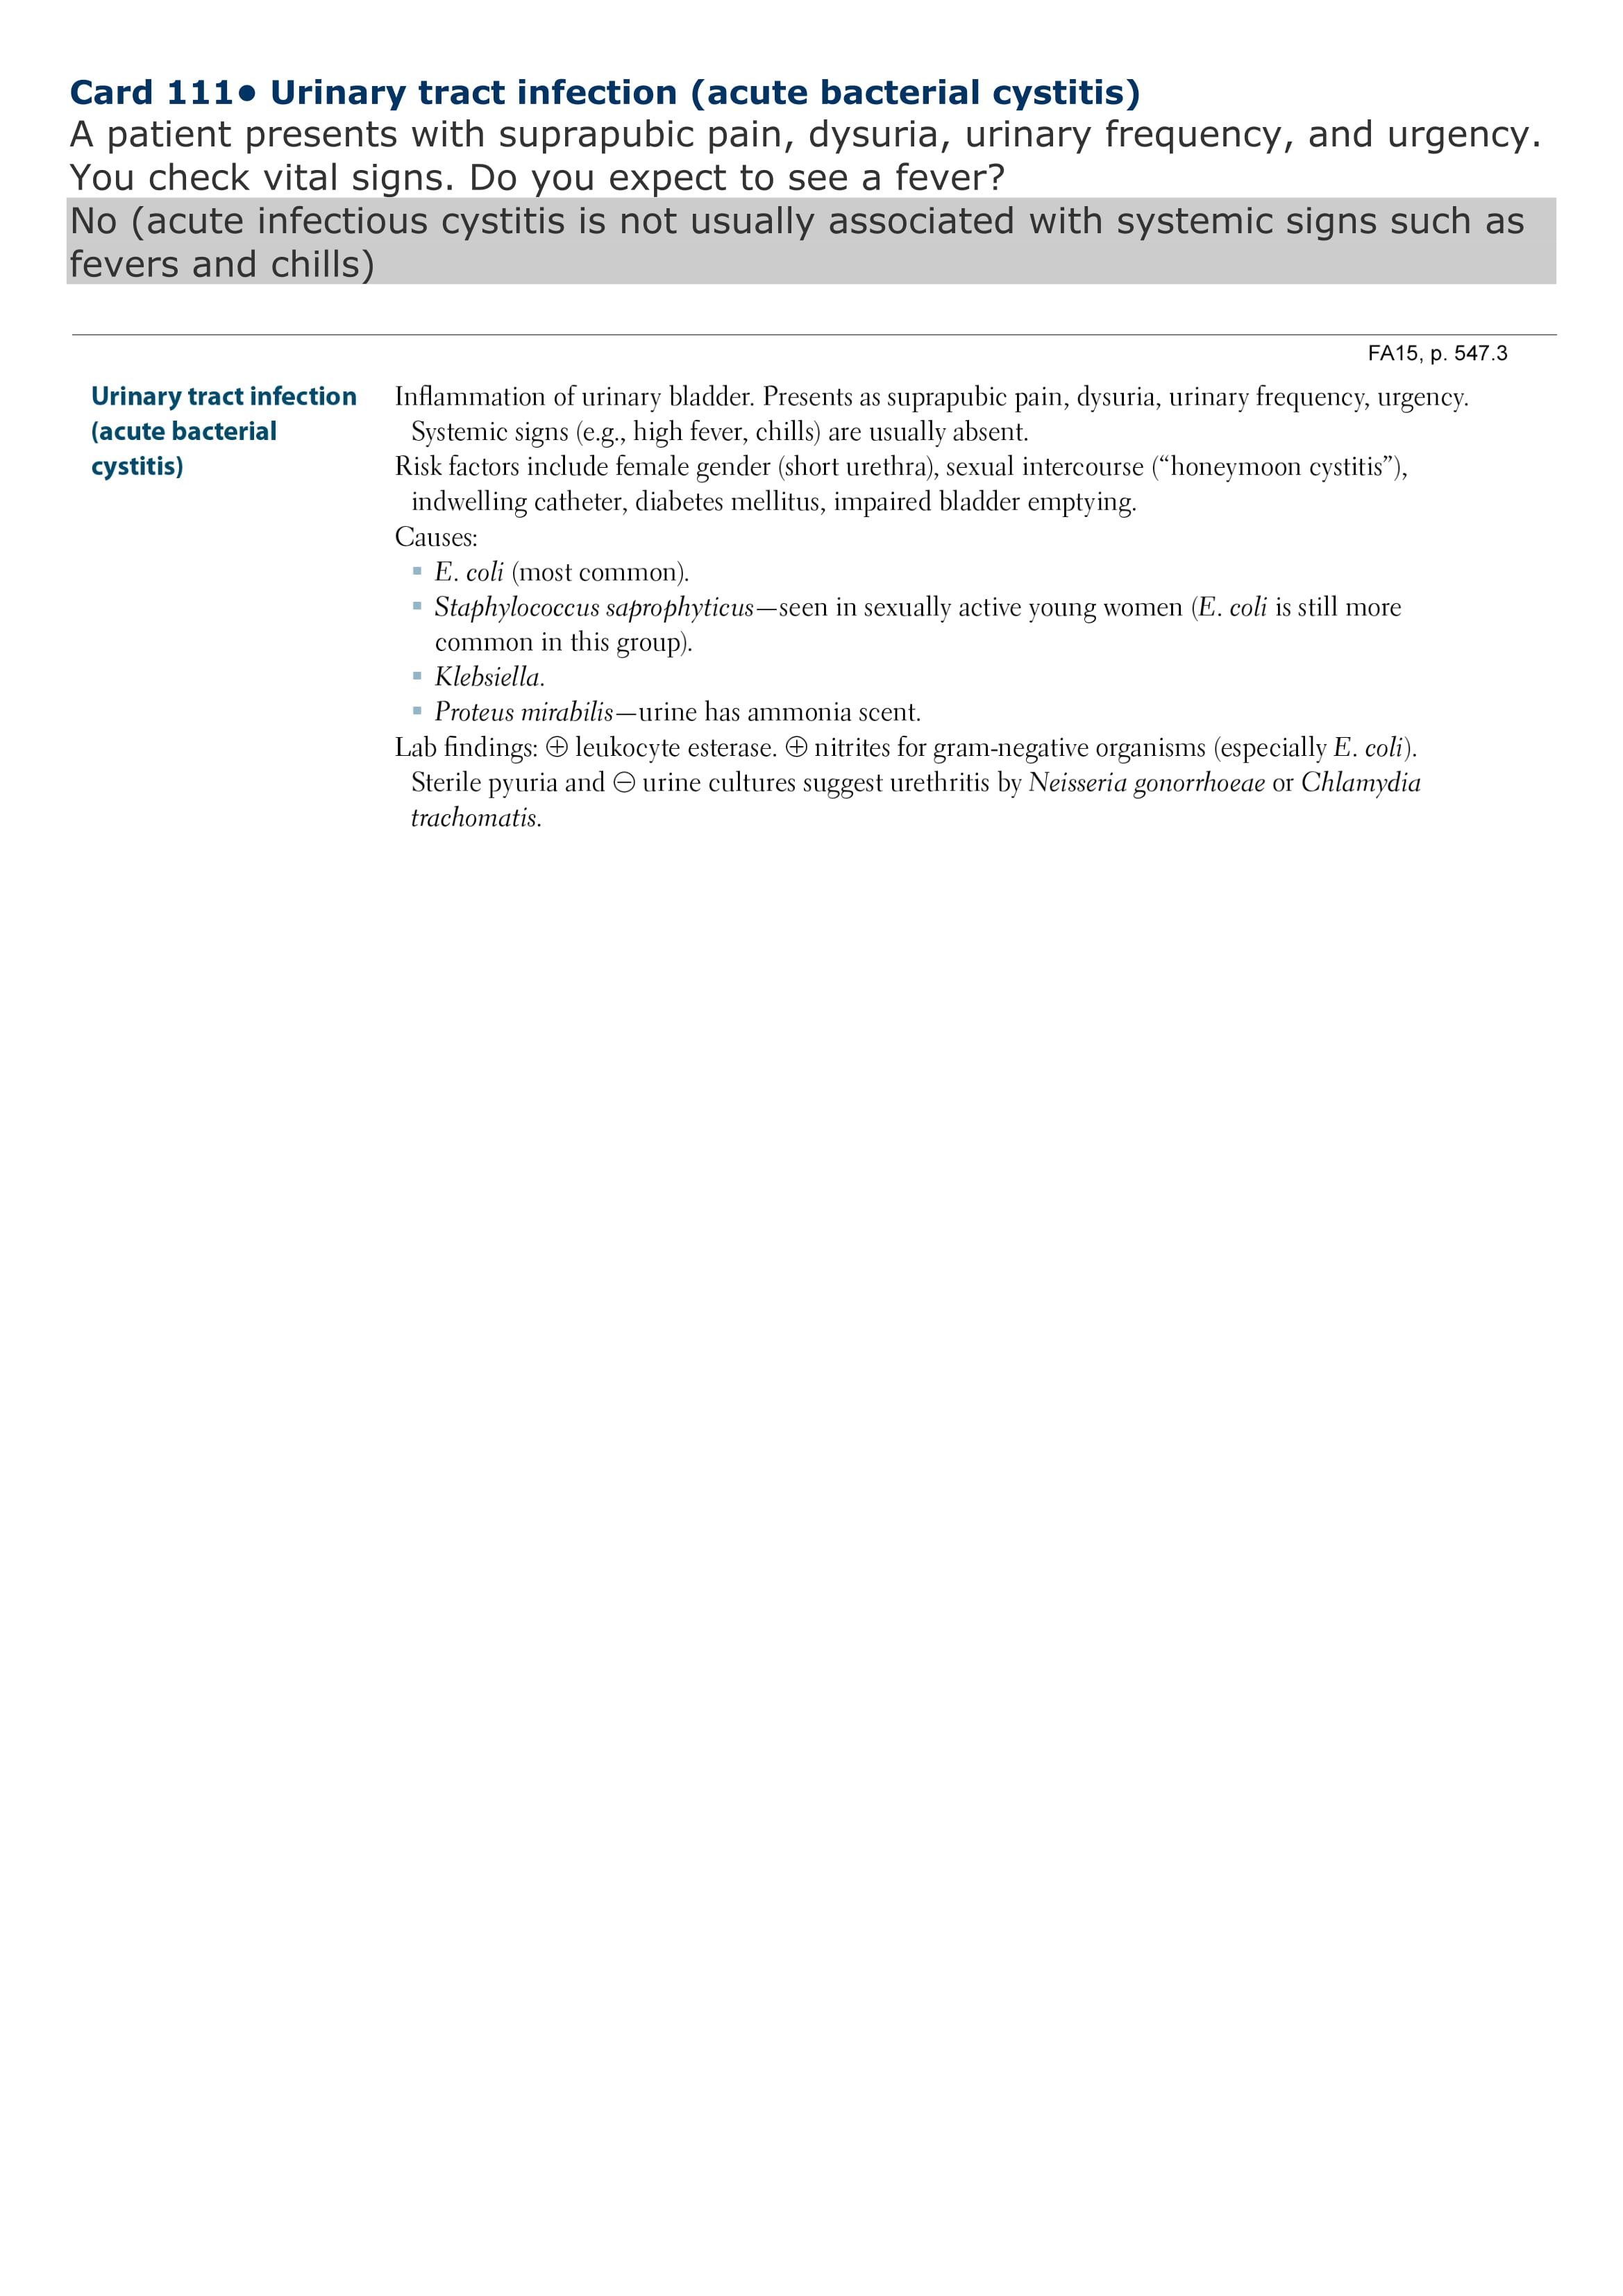 Card 111● Urinary tract infection (acute bacterial cystitis)
A patient presents with suprapubic pain, dysuria, urinary frequency, and urgency.
You check vital signs. Do you expect to see a fever?
No (acute infectious cystitis is not usually associated with systemic signs such as
fevers and chills)
FA15, p. 547.3
Urinary tract infection
(acute bacterial
cystitis)
Inflammation of urinary bladder. Presents as suprapubic pain, dysuria, urinary frequency, urgency.
Systemic signs (e.g., high fever, chills) are usually absent.
Risk factors include female gender (short urethra), sexual intercourse (“honeymoon cystitis”),
indwelling catheter, diabetes mellitus, impaired bladder emptying.
Causes:
▪ E. coli (most common).
▪ Staphylococcus saprophyticus—seen in sexually active young women (E. coli is still more
common in this group).
▪ Klebsiella.
▪ Proteus mirabilis—urine has ammonia scent.
Lab findings: ⊕ leukocyte esterase. ⊕ nitrites for gram-negative organisms (especially E. coli).
Sterile pyuria and ⊖ urine cultures suggest urethritis by Neisseria gonorrhoeae or Chlamydia
trachomatis.